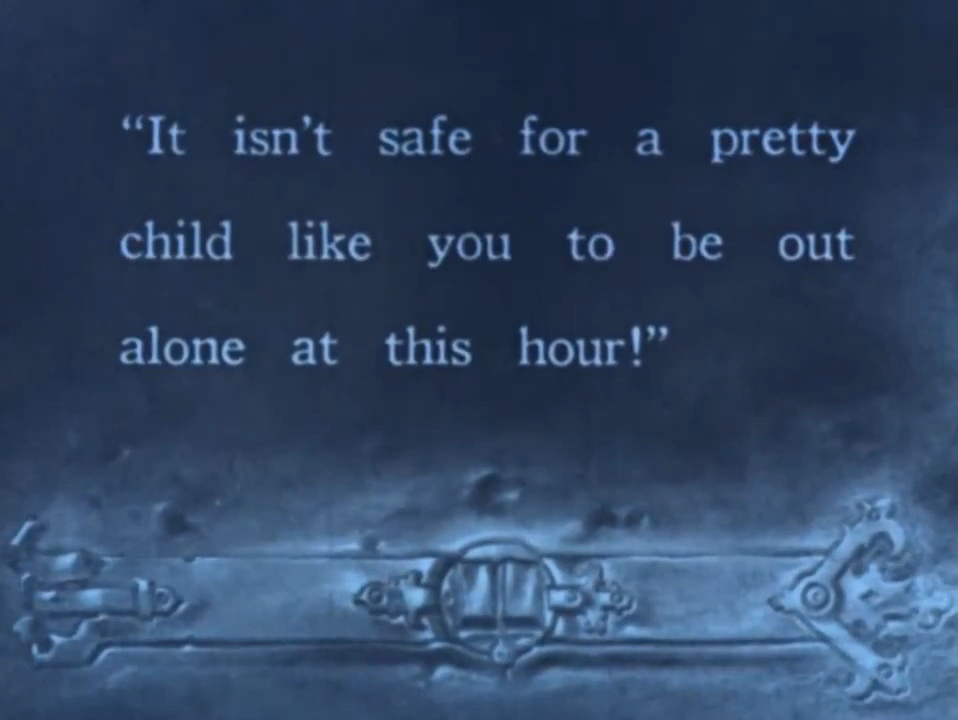 “It isn’t safe for a pretty
child like you to be out
alone at this hour!”